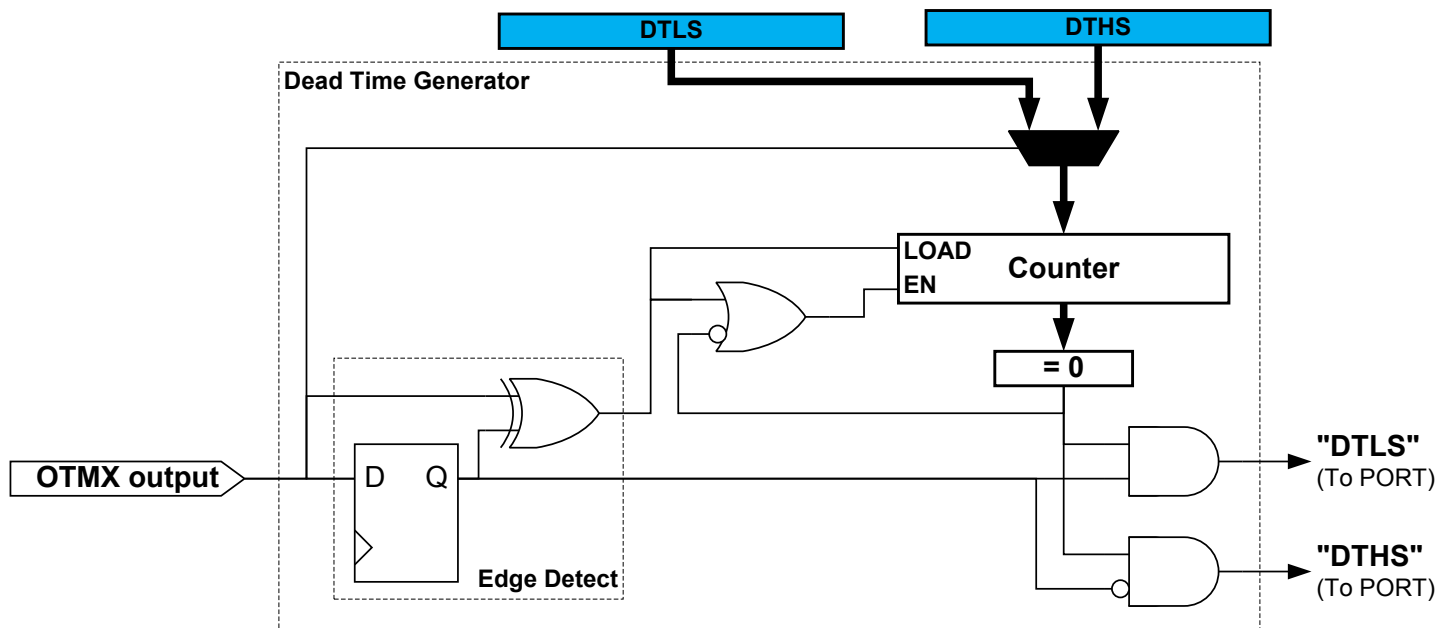 DTLS
DTHS
Dead Time Generator
LOAD
Counter
EN
= 0
D
Q
OTMX output
Edge Detect
"DTLS"
(To PORT)
"DTHS"
(To PORT)